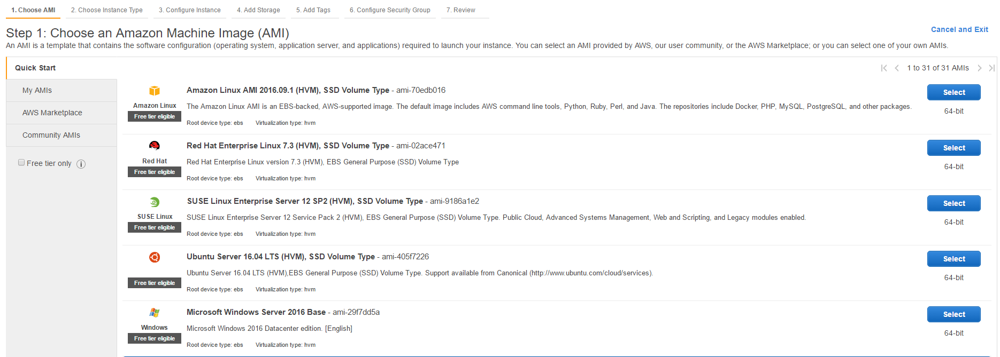 1. Choose AMI 2. Choose Instance Type 3. Configure Instance 4. Add Storage 5. Add Tags 6. Configure Security Group 7. Review
Step 1: Choose an Amazon Machine Image (AMI)
Cancel and Exit
An AMI is a template that contains the software configuration (operating system, application server, and applications) required to launch your instance. You can select an AMI provided by AWS, our user community, or the AWS Marketplace; or you can select one of your own AMIs.
Quick Start
1 to 31 of 31 AMIs
My AMIs
AWS Marketplace
Community AMIs
Free tier only
Amazon Linux
Free tier eligible
Amazon Linux AMI 2016.09.1 (HVM), SSD Volume Type - ami-70edb016
The Amazon Linux AMI is an EBS-backed, AWS-supported image. The default image includes AWS command line tools, Python, Ruby, Perl, and Java. The repositories include Docker, PHP, MySQL, PostgreSQL, and other packages.
Root device type: ebs Virtualization type: hvm
Select
64-bit
Red Hat
Free tier eligible
Red Hat Enterprise Linux 7.3 (HVM), SSD Volume Type - ami-02ace471
Red Hat Enterprise Linux version 7.3 (HVM), EBS General Purpose (SSD) Volume Type
Root device type: ebs Virtualization type: hvm
Select
64-bit
SUSE Linux
Free tier eligible
SUSE Linux Enterprise Server 12 SP2 (HVM), SSD Volume Type - ami-9186a1e2
SUSE Linux Enterprise Server 12 Service Pack 2 (HVM), EBS General Purpose (SSD) Volume Type. Public Cloud, Advanced Systems Management, Web and Scripting, and Legacy modules enabled.
Root device type: ebs Virtualization type: hvm
Select
64-bit
Free tier eligible
Ubuntu Server 16.04 LTS (HVM), SSD Volume Type - ami-405f7226
Ubuntu Server 16.04 LTS (HVM),EBS General Purpose (SSD) Volume Type. Support available from Canonical (http://www.ubuntu.com/cloud/services).
Root device type: ebs Virtualization type: hvm
Select
64-bit
Windows
Free tier eligible
Microsoft Windows Server 2016 Base - ami-29f7dd5a
Microsoft Windows 2016 Datacenter edition. [English]
Root device type: ebs Virtualization type: hvm
Select
64-bit